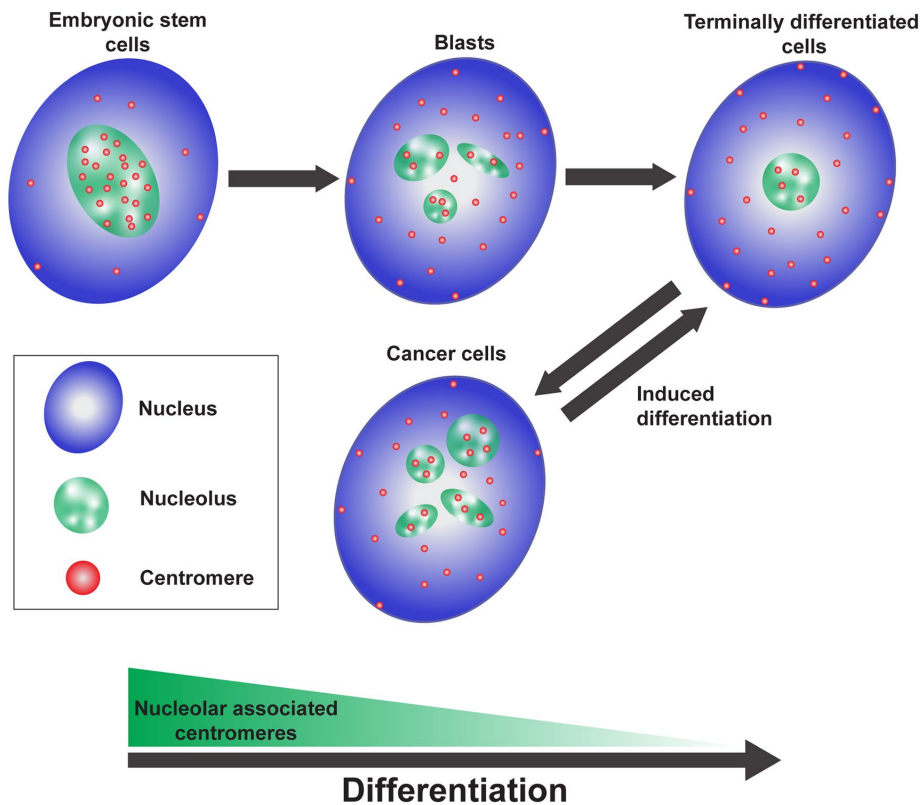 Embryonic stem
cells
Blasts
Terminally differentiated
cells
Cancer cells
Induced
differentiation
Nucleus
Nucleolus
Centromere
Nucleolar associated
centromeres
Differentiation